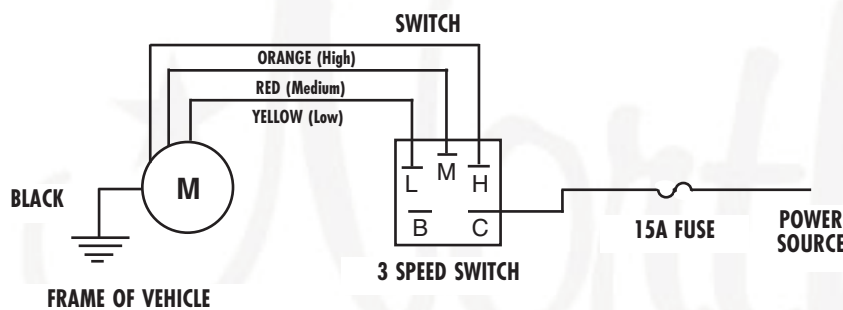 SWITCH
ORANGE (High)
RED (Medium)
YELLOW (Low)
M
L M H
B C
BLACK
15A FUSE
POWER
SOURCE
3 SPEED SWITCH
FRAME OF VEHICLE